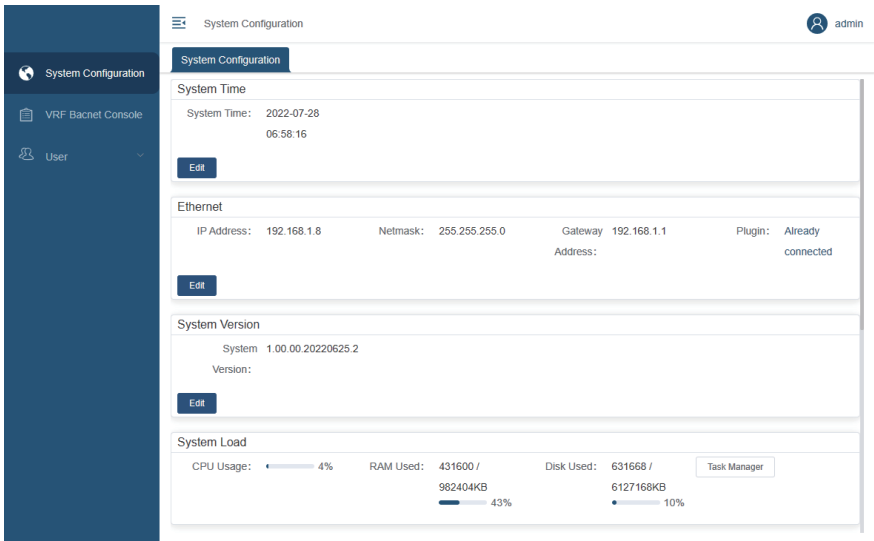 System Configuration
admin
System Configuration
VRF Bacnet Console
User
System Configuration
System Time
System Time: 2022-07-28
06:58:16
Edit
Ethernet
IP Address: 192.168.1.8 Netmask: 255.255.255.0 Gateway 192.168.1.1 Plugin: Already
Address: connected
Edit
System Version
System 1.00.00.20220625.2
Version:
Edit
System Load
CPU Usage: 4% RAM Used: 431600 / Disk Used: 631668 / Task Manager
982404KB 6127168KB
43% 10%